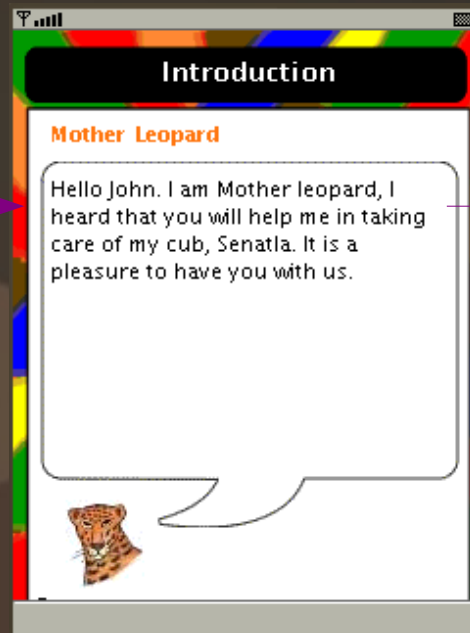 Introduction
Mother Leopard
Hello John. I am Mother leopard, I
heard that you will help me in taking
care of my cub, Senatla. It is a
pleasure to have you with us.